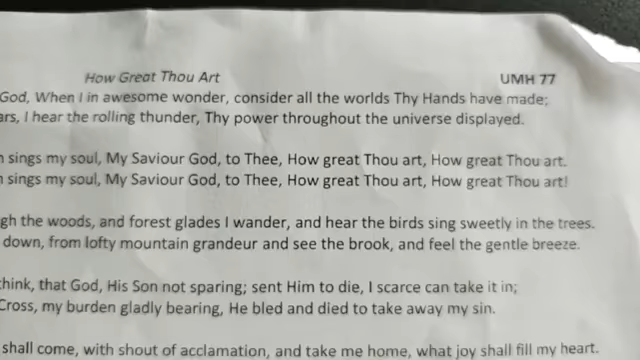 How Great Thou Art UMH 77
God, When I in awesome wonder, consider all the worlds Thy Hands have made;
ars, I hear the rolling thunder, Thy power throughout the universe displayed.
n sings my soul, My Saviour God, to Thee, How great Thou art, How great Thou art.
n sings my soul, My Saviour God, to Thee, How great Thou art, How great Thou art!
gh the woods, and forest glades I wander, and hear the birds sing sweetly in the trees.
down, from lofty mountain grandeur and see the brook, and feel the gentle breeze.
think, that God, His Son not sparing; sent Him to die, I scarce can take it in;
Cross, my burden gladly bearing, He bled and died to take away my sin.
shall come, with shout of acclamation, and take me home, what joy shall fill my heart.